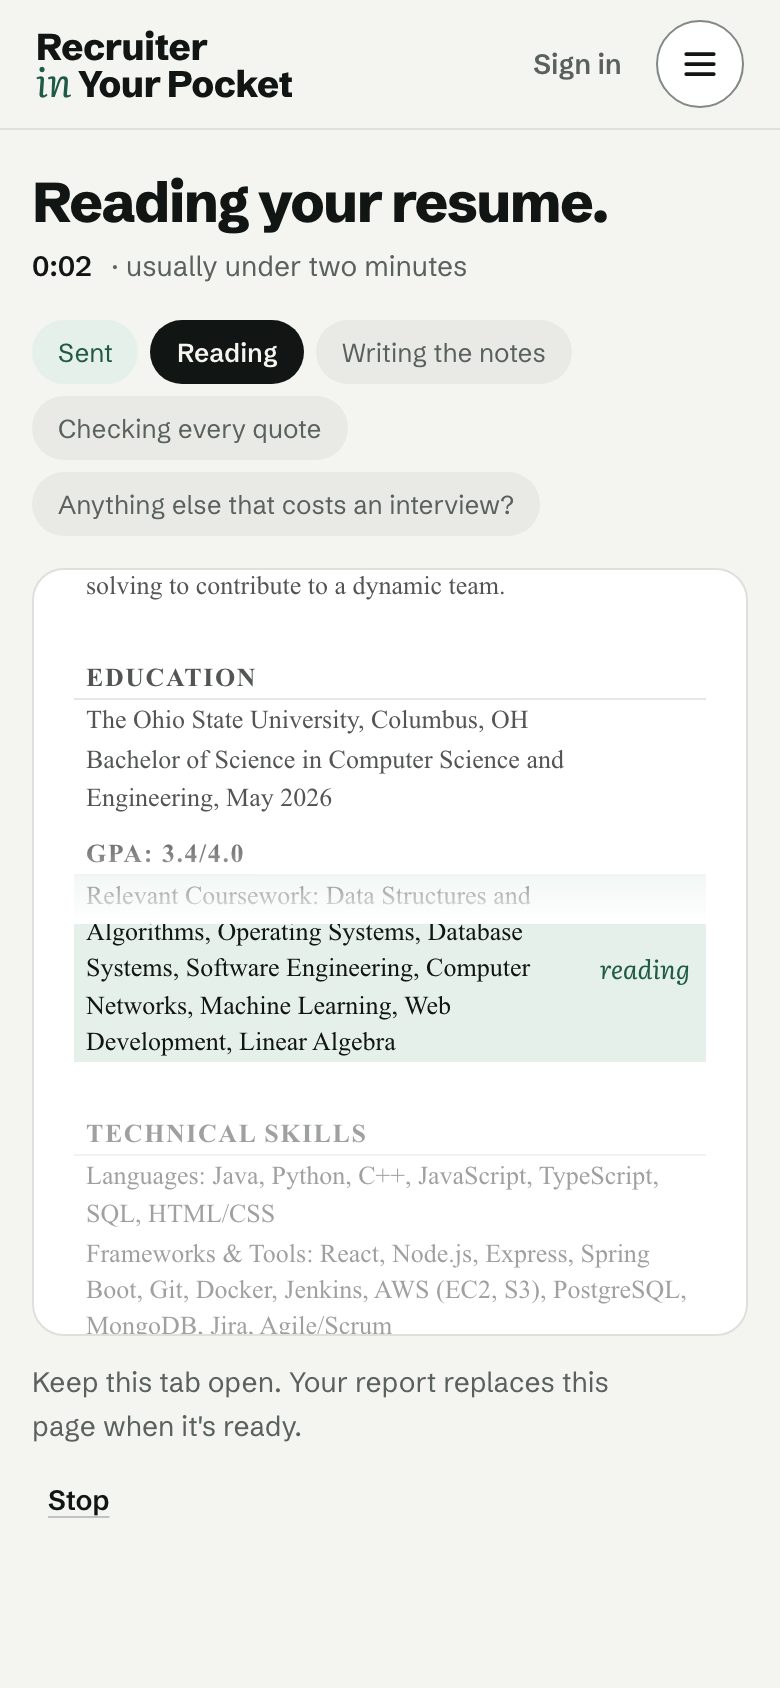 Recruiter
in Your Pocket
Sign in
Reading your resume.
0:02 · usually under two minutes
Sent
Reading
Writing the notes
Checking every quote
Anything else that costs an interview?
solving to contribute to a dynamic team.
EDUCATION
The Ohio State University, Columbus, OH
Bachelor of Science in Computer Science and
Engineering, May 2026
GPA: 3.4/4.0
Relevant Coursework: Data Structures and
Algorithms, Operating Systems, Database
Systems, Software Engineering, Computer
Networks, Machine Learning, Web
Development, Linear Algebra
reading
TECHNICAL SKILLS
Languages: Java, Python, C++, JavaScript, TypeScript,
SQL, HTML/CSS
Frameworks & Tools: React, Node.js, Express, Spring
Boot, Git, Docker, Jenkins, AWS (EC2, S3), PostgreSQL,
MongoDB, Jira, Agile/Scrum
Keep this tab open. Your report replaces this
page when it's ready.
Stop